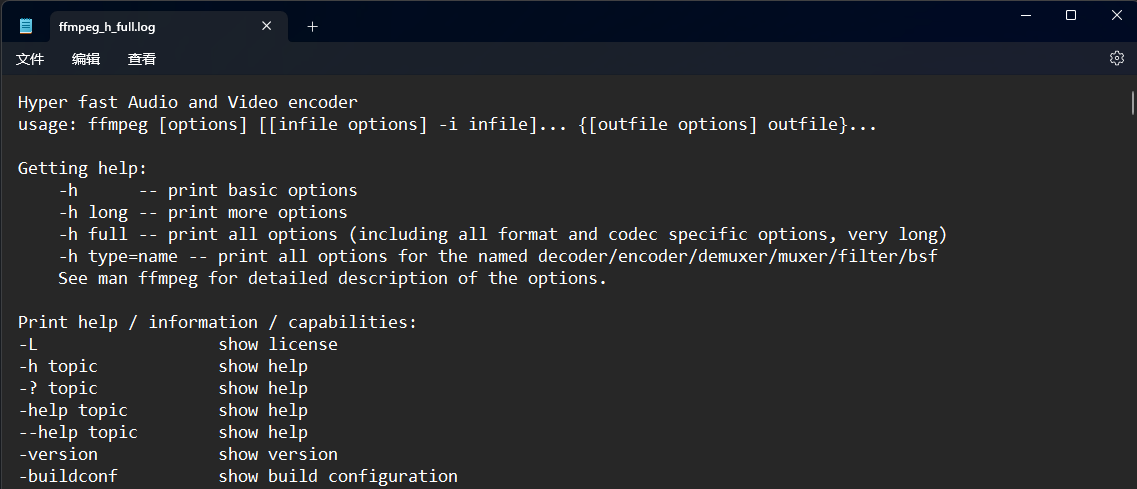 ffmpeg_h_full.log
文件 编辑 查看
Hyper fast Audio and Video encoder
usage: ffmpeg [options] [[infile options] -i infile]... {[outfile options] outfile}...
Getting help:
    -h      -- print basic options
    -h long -- print more options
    -h full -- print all options (including all format and codec specific options, very long)
    -h type=name -- print all options for the named decoder/encoder/demuxer/muxer/filter/bsf
    See man ffmpeg for detailed description of the options.
Print help / information / capabilities:
-L                  show license
-h topic            show help
-? topic            show help
-help topic         show help
--help topic        show help
-version            show version
-buildconf          show build configuration